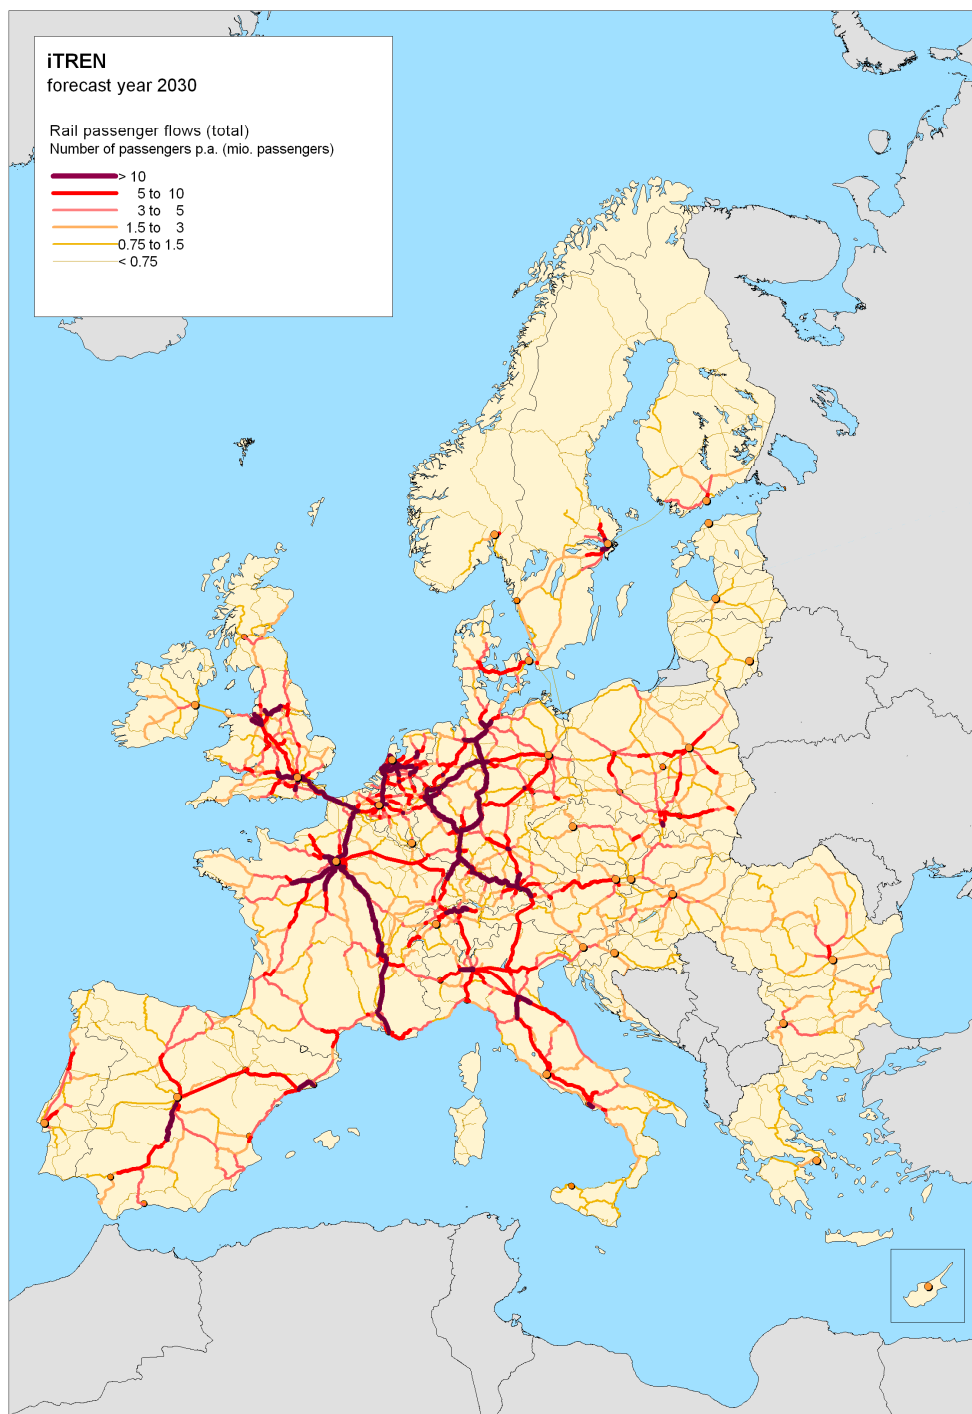 iTREN
forecast year 2030
Rail passenger flows (total)
Number of passengers p.a. (mio. passengers)
> 10
5 to 10
3 to 5
1.5 to 3
0.75 to 1.5
< 0.75